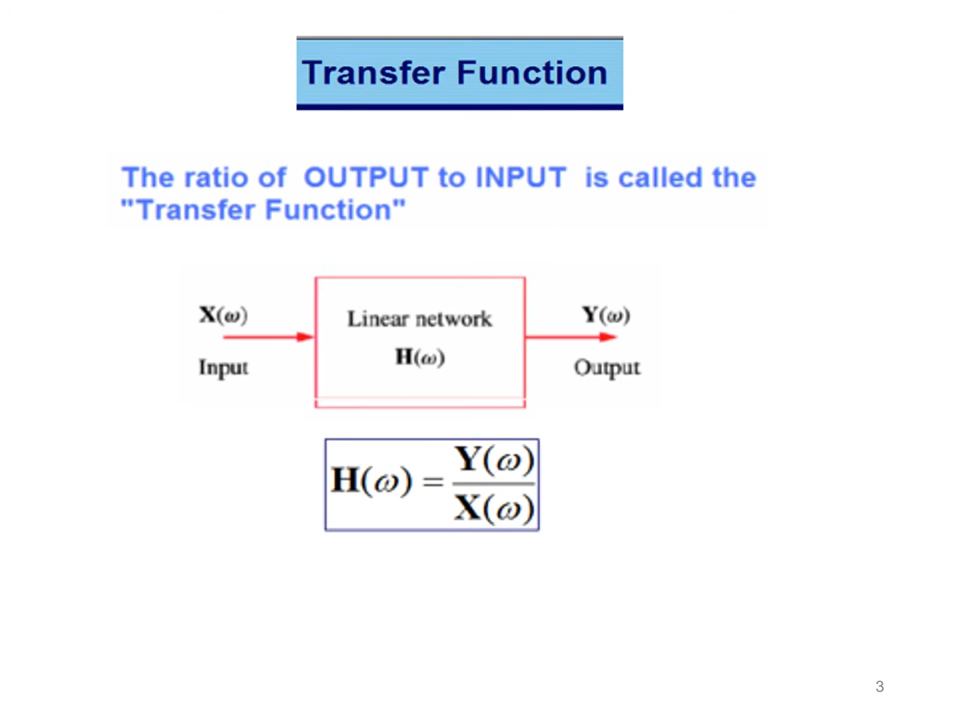 Transfer Function
The ratio of OUTPUT to INPUT is called the
"Transfer Function"
X(ω)
Linear network
Y(ω)
H(ω)
Input
Output
H(ω) = Y(ω)/X(ω)
3